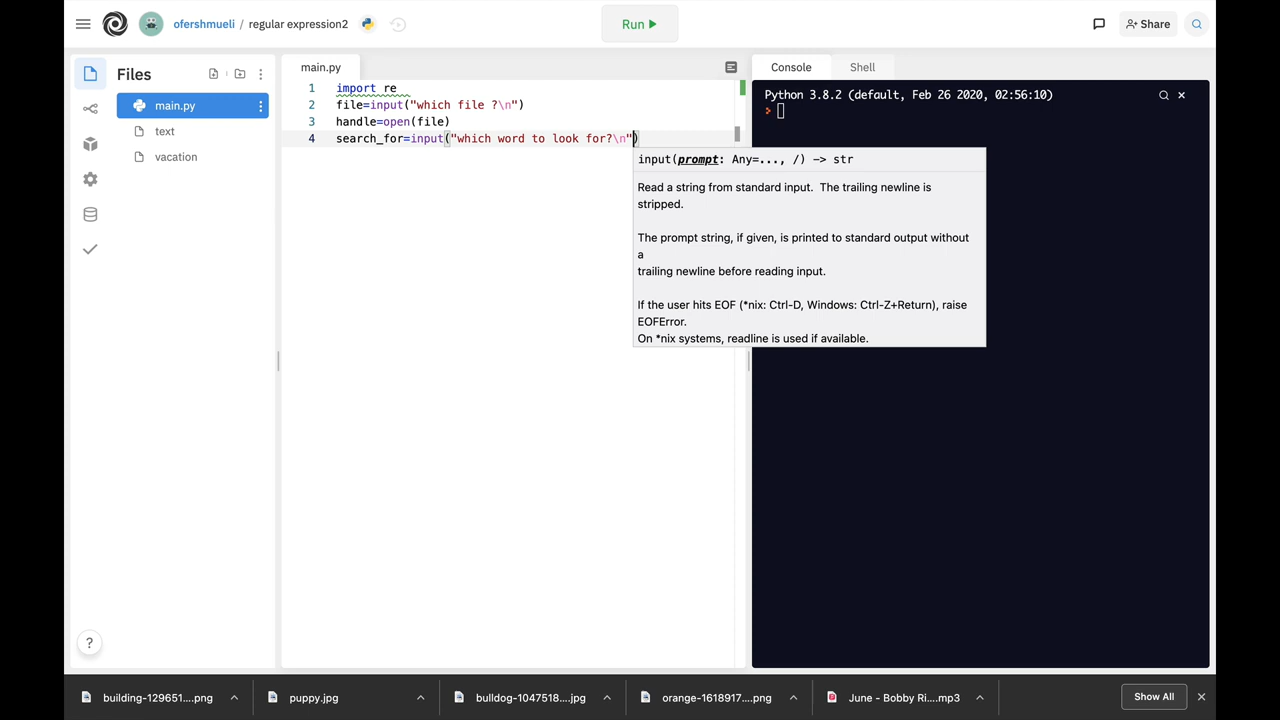 ofershmueli / regular expression2
Run
Share
Files
main.py
text
vacation
main.py
1 import re
2 file=input("which file ?\n")
3 handle=open(file)
4 search_for=input("which word to look for?\n")
input(prompt: Any=..., /) -> str
Read a string from standard input. The trailing newline is
stripped.
The prompt string, if given, is printed to standard output without
a
trailing newline before reading input.
If the user hits EOF (*nix: Ctrl-D, Windows: Ctrl-Z+Return), raise
EOFError.
On *nix systems, readline is used if available.
Console
Shell
Python 3.8.2 (default, Feb 26 2020, 02:56:10)
>
?
building-129651....png
puppy.jpg
bulldog-1047518....jpg
orange-1618917....png
June - Bobby Ri....mp3
Show All